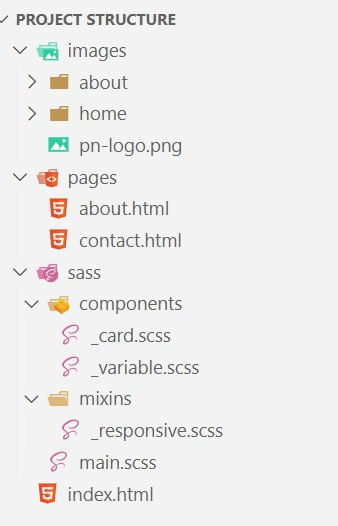 PROJECT STRUCTURE
images
about
home
pn-logo.png
pages
about.html
contact.html
sass
components
_card.scss
_variable.scss
mixins
_responsive.scss
main.scss
index.html